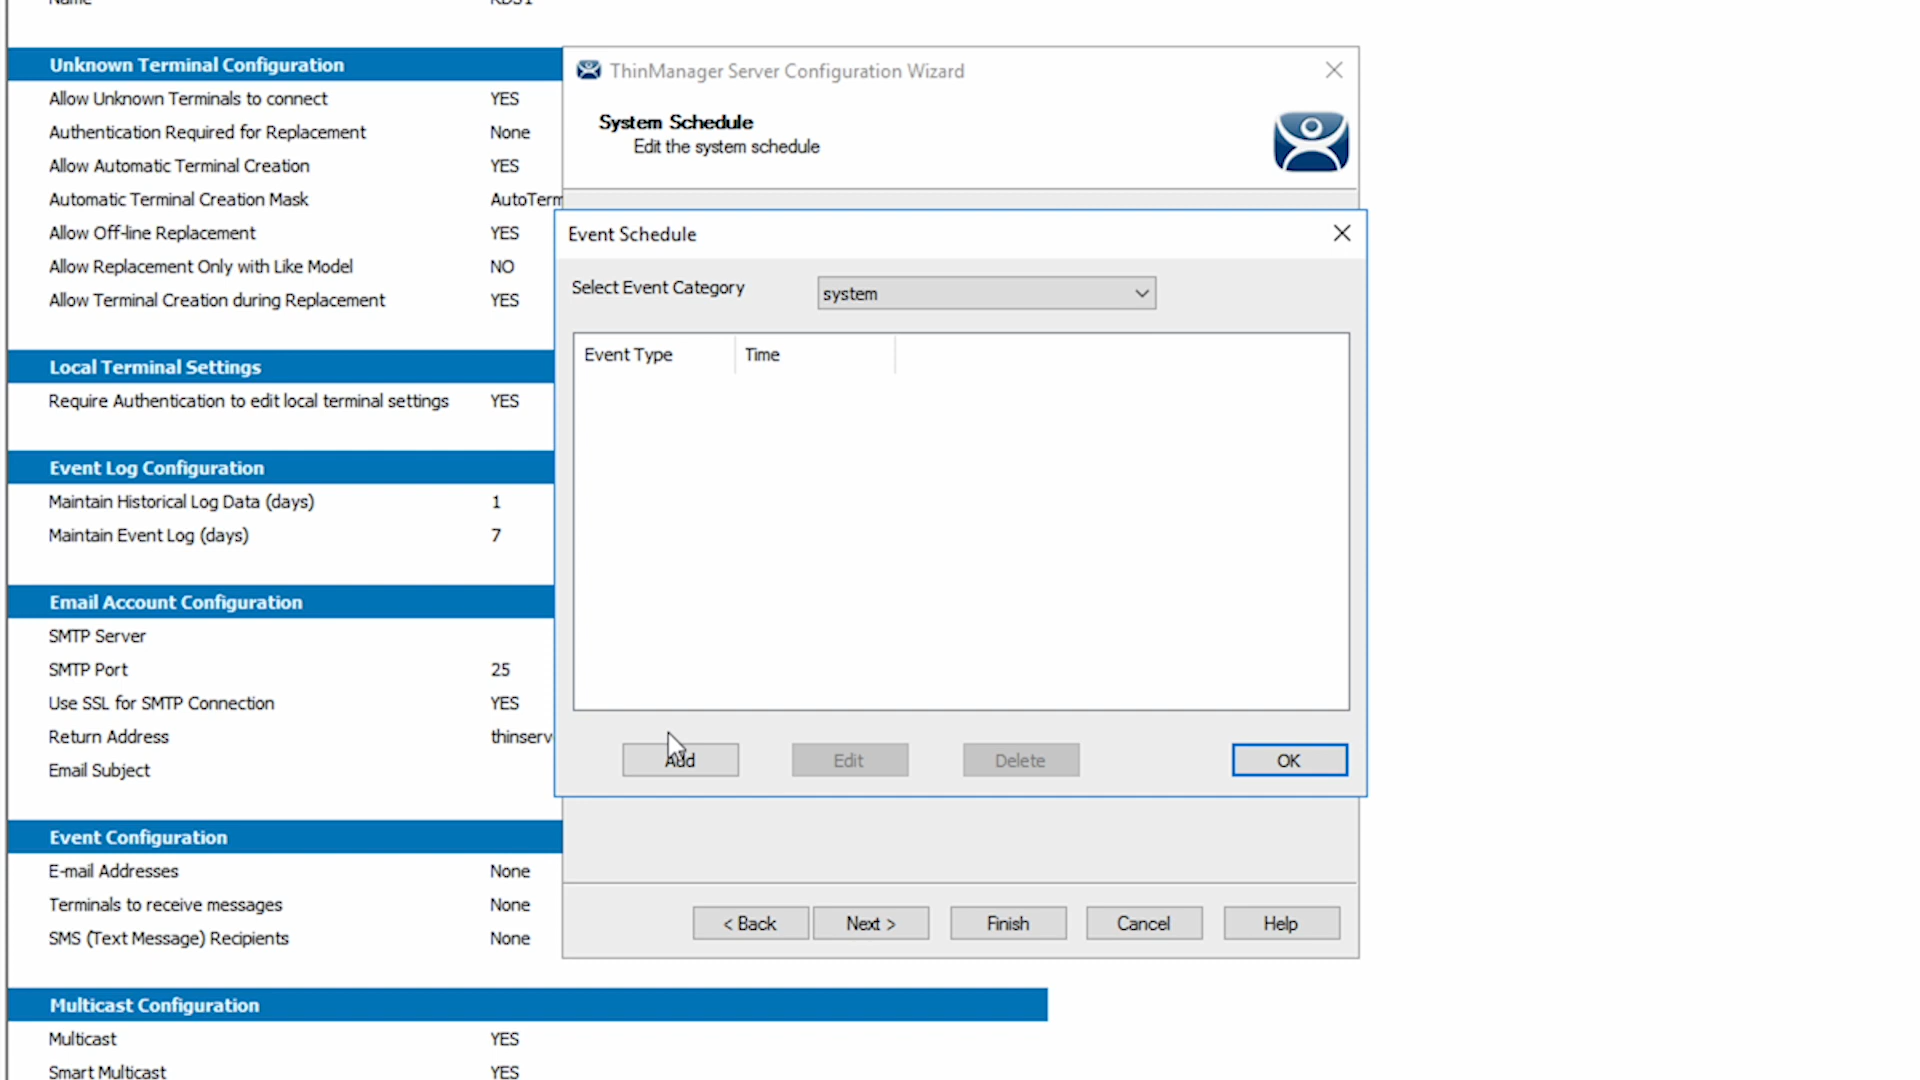 Unknown Terminal Configuration
Allow Unknown Terminals to connect YES
Authentication Required for Replacement None
Allow Automatic Terminal Creation YES
Automatic Terminal Creation Mask AutoTerm
Allow Off-line Replacement YES
Allow Replacement Only with Like Model NO
Allow Terminal Creation during Replacement YES
Local Terminal Settings
Require Authentication to edit local terminal settings YES
Event Log Configuration
Maintain Historical Log Data (days) 1
Maintain Event Log (days) 7
Email Account Configuration
SMTP Server
SMTP Port 25
Use SSL for SMTP Connection YES
Return Address thinserv
Email Subject
Event Configuration
E-mail Addresses None
Terminals to receive messages None
SMS (Text Message) Recipients None
Multicast Configuration
Multicast YES
Smart Multicast YES
ThinManager Server Configuration Wizard
System Schedule
Edit the system schedule
Event Schedule
Select Event Category system
Event Type Time
Add Edit Delete OK
< Back Next > Finish Cancel Help